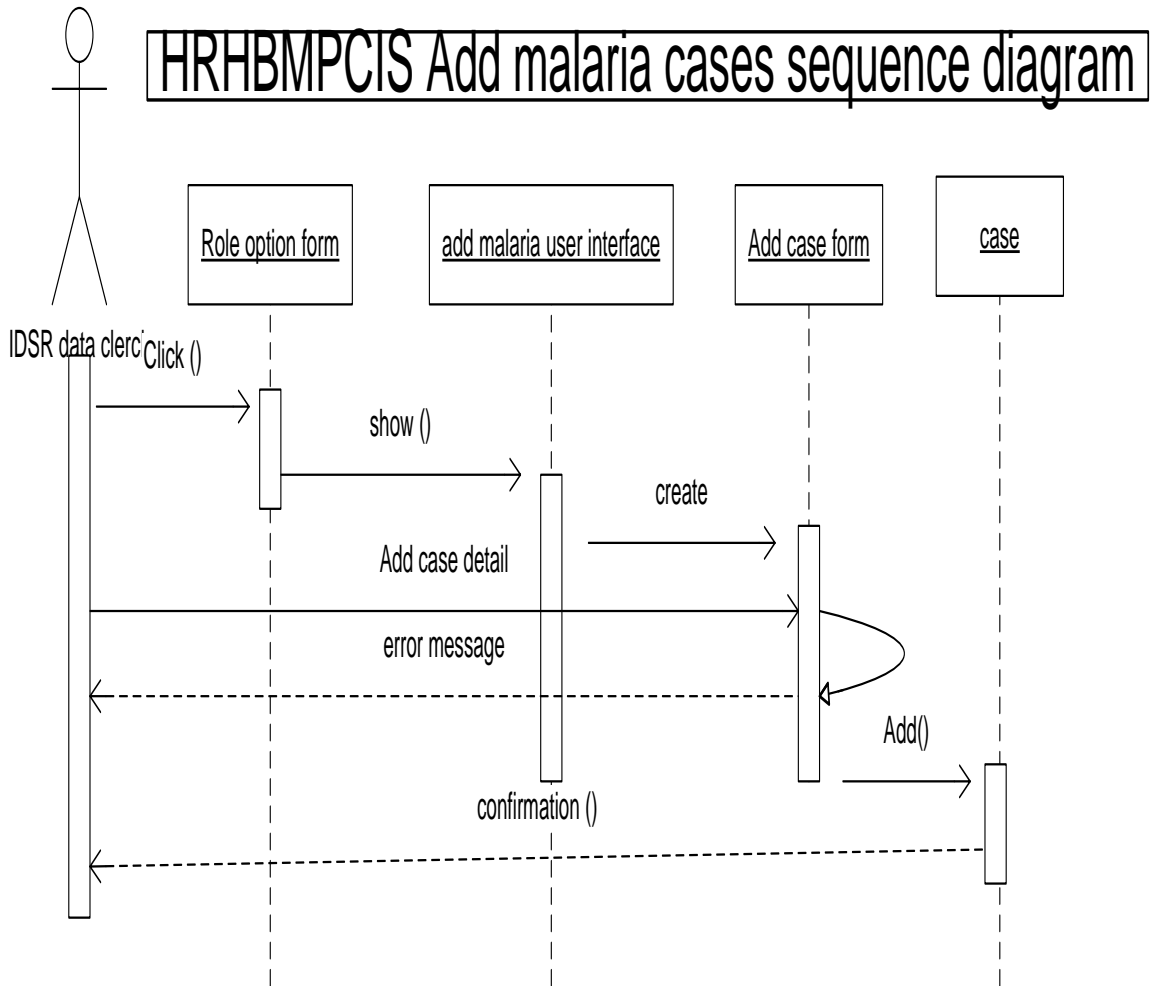 HRHBMPCIS Add malaria cases sequence diagram
Role option form
add malaria user interface
Add case form
case
IDSR data clerc
Click ()
show ()
create
Add case detail
error message
Add()
confirmation ()